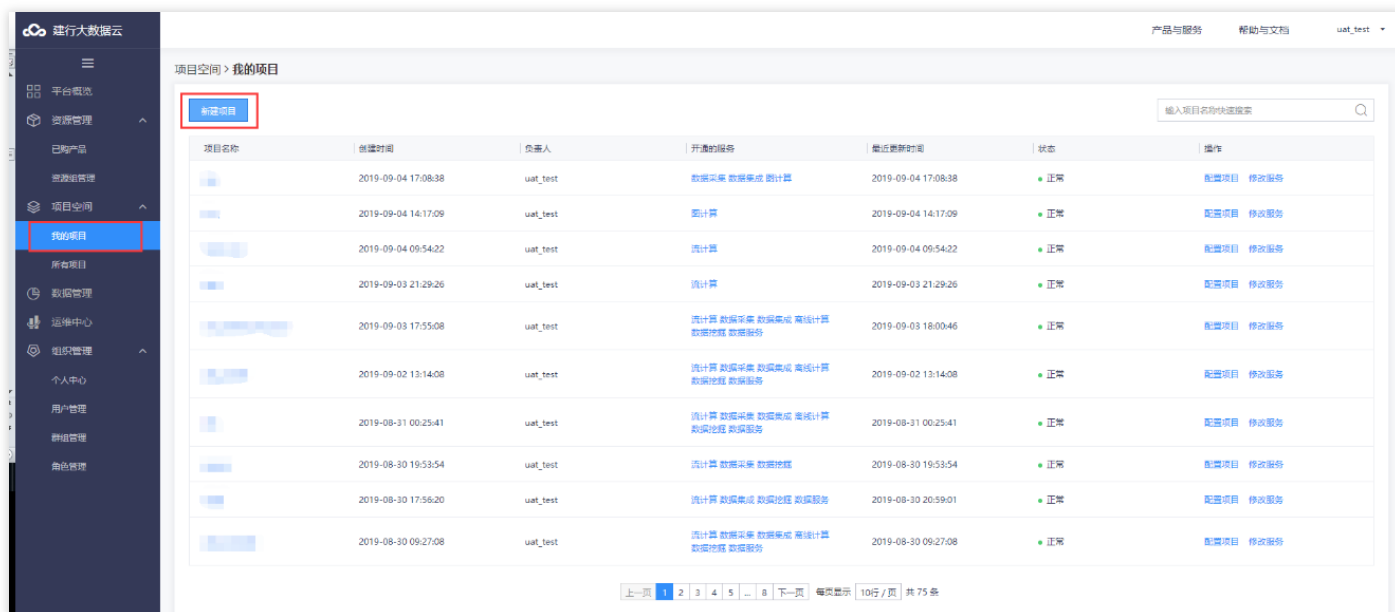 建行大数据云
产品与服务 帮助与文档 uat_test
项目空间 > 我的项目
平台概览
资源管理
已购产品
资源组管理
项目空间
我的项目
所有项目
数据管理
运维中心
组织管理
个人中心
用户管理
群组管理
角色管理
新建项目
输入项目名称快速搜索
项目名称 创建时间 负责人 开通的服务 最近更新时间 状态 操作
2019-09-04 17:08:38 uat_test 数据采集 数据集成 图计算 2019-09-04 17:08:38 正常 配置项目 修改服务
2019-09-04 14:17:09 uat_test 图计算 2019-09-04 14:17:09 正常 配置项目 修改服务
2019-09-04 09:54:22 uat_test 流计算 2019-09-04 09:54:22 正常 配置项目 修改服务
2019-09-03 21:29:26 uat_test 流计算 2019-09-03 21:29:26 正常 配置项目 修改服务
2019-09-03 17:55:08 uat_test 流计算 数据采集 数据集成 离线计算 2019-09-03 18:00:46 正常 配置项目 修改服务
数据挖掘 数据服务
2019-09-02 13:14:08 uat_test 流计算 数据采集 数据集成 离线计算 2019-09-02 13:14:08 正常 配置项目 修改服务
数据挖掘 数据服务
2019-08-31 00:25:41 uat_test 流计算 数据采集 数据集成 离线计算 2019-08-31 00:25:41 正常 配置项目 修改服务
数据挖掘 数据服务
2019-08-30 19:53:54 uat_test 流计算 数据采集 数据挖掘 2019-08-30 19:53:54 正常 配置项目 修改服务
2019-08-30 17:56:20 uat_test 流计算 数据集成 数据挖掘 数据服务 2019-08-30 20:59:01 正常 配置项目 修改服务
2019-08-30 09:27:08 uat_test 流计算 数据采集 数据集成 离线计算 2019-08-30 09:27:08 正常 配置项目 修改服务
数据挖掘 数据服务
上一页 1 2 3 4 5 ... 8 下一页 每页显示 10行 / 页 共 75 条